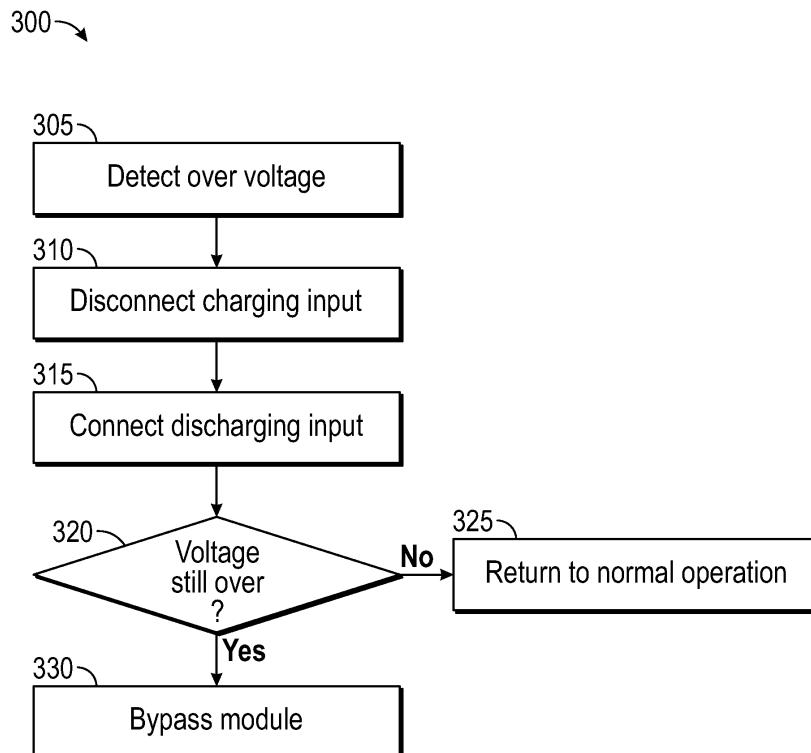 300
305
Detect over voltage
310
Disconnect charging input
315
Connect discharging input
320
Voltage
still over
?
No
325
Return to normal operation
Yes
330
Bypass module